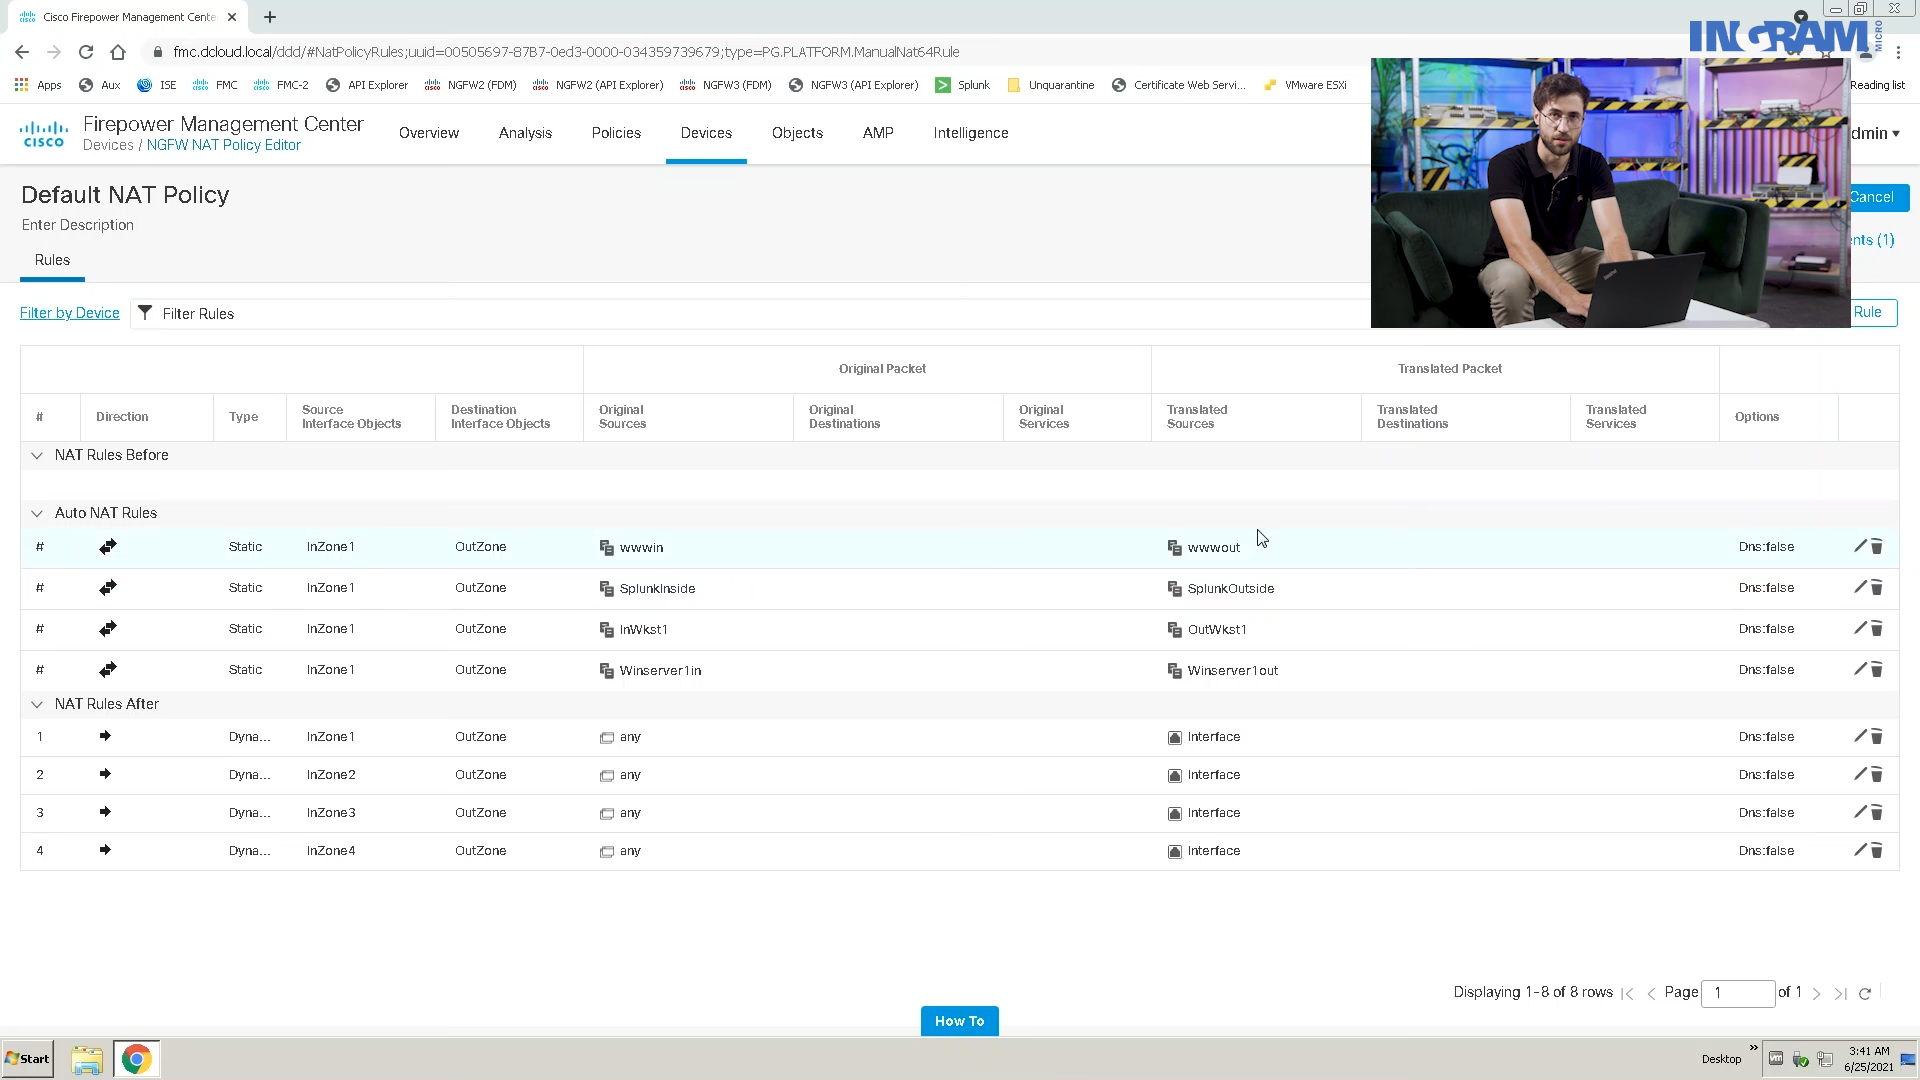 Cisco Firepower Management Cente
INGRAM MICRO
fmc.dcloud.local/ddd/#NatPolicyRules;uuid=00505697-87B7-0ed3-0000-034359739679;type=PG.PLATFORM.ManualNat64Rule
Apps Aux ISE FMC FMC-2 API Explorer NGFW2 (FDM) NGFW2 (API Explorer) NGFW3 (FDM) NGFW3 (API Explorer) Splunk Unquarantine Certificate Web Servi... VMware ESXi Reading list
CISCO
Firepower Management Center
Devices / NGFW NAT Policy Editor
Overview Analysis Policies Devices Objects AMP Intelligence dmin
Default NAT Policy
Cancel
Enter Description
ents (1)
Rules
Filter by Device Filter Rules Rule
Original Packet Translated Packet
# Direction Type Source Interface Objects Destination Interface Objects Original Sources Original Destinations Original Services Translated Sources Translated Destinations Translated Services Options
NAT Rules Before
Auto NAT Rules
# Static InZone1 OutZone wwwin wwwout Dns:false
# Static InZone1 OutZone SplunkInside SplunkOutside Dns:false
# Static InZone1 OutZone InWkst1 OutWkst1 Dns:false
# Static InZone1 OutZone Winserver1in Winserver1out Dns:false
NAT Rules After
1 Dyna... InZone1 OutZone any Interface Dns:false
2 Dyna... InZone2 OutZone any Interface Dns:false
3 Dyna... InZone3 OutZone any Interface Dns:false
4 Dyna... InZone4 OutZone any Interface Dns:false
Displaying 1-8 of 8 rows Page 1 of 1
How To
Start Desktop 3:41 AM
6/25/2021